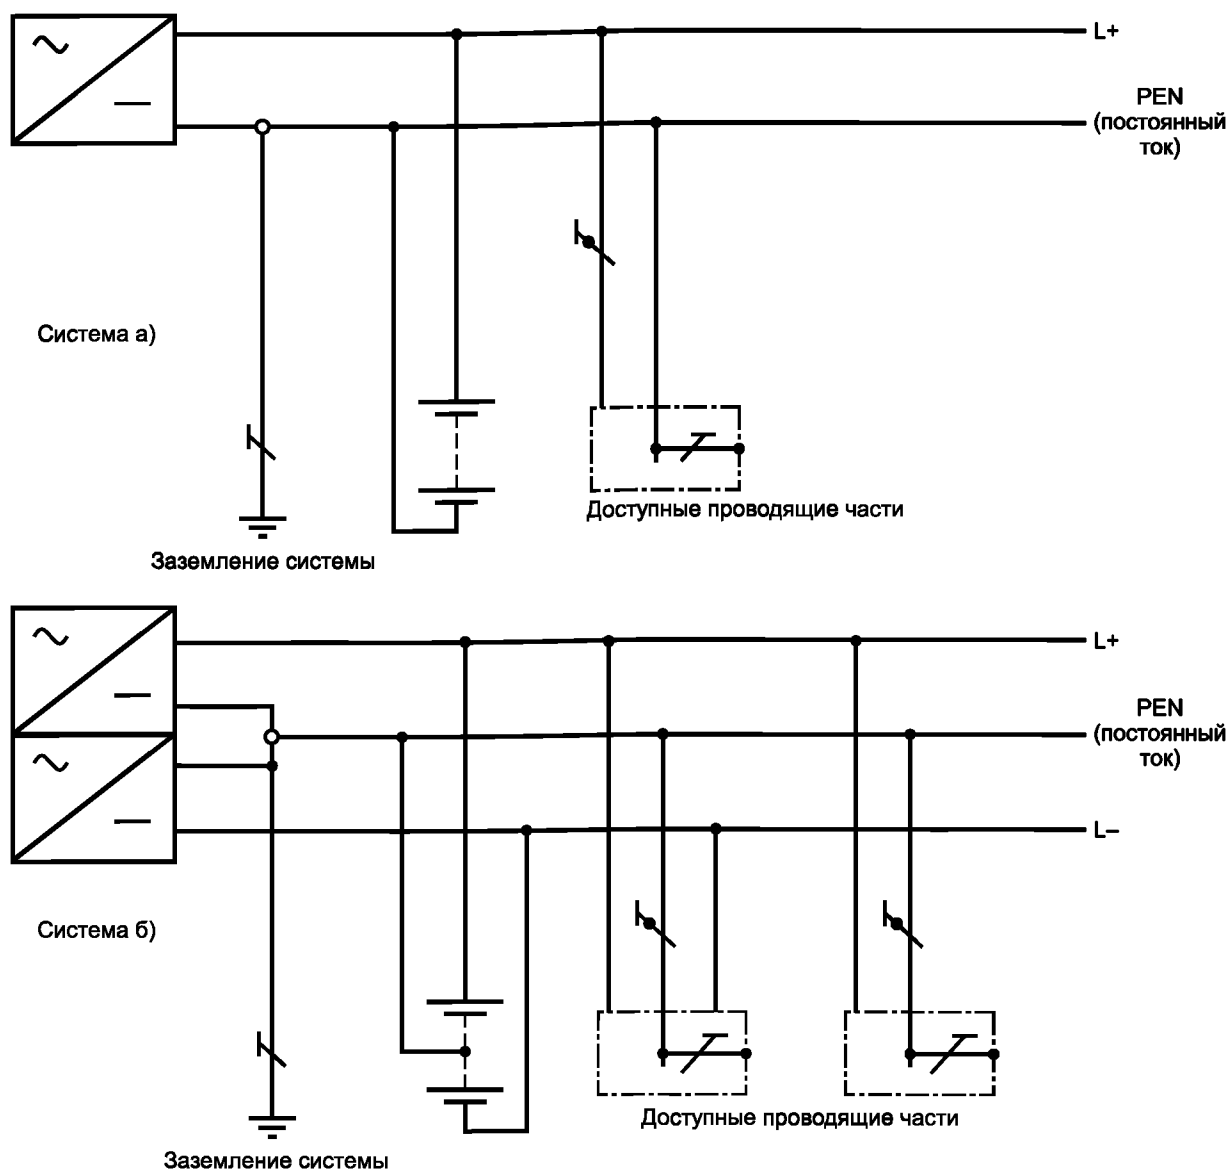 L+
PEN
(постоянный
ток)
Система а)
Доступные проводящие части
Заземление системы
L+
PEN
(постоянный
ток)
L–
Система б)
Доступные проводящие части
Заземление системы